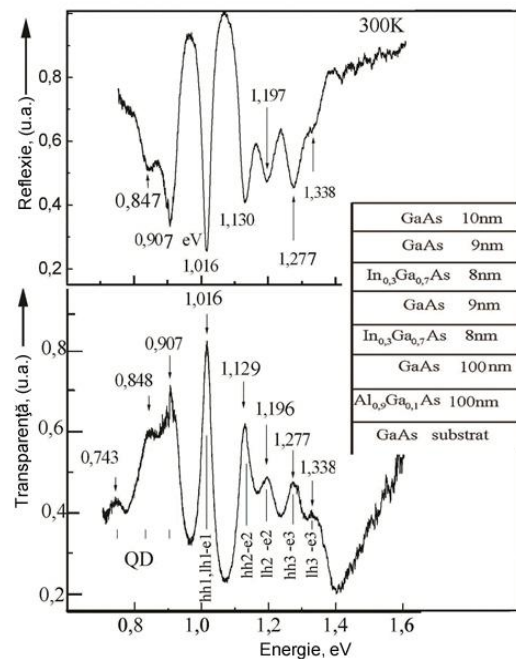 300K
Reflexie, (u.a.)
0,8
0,6
0,4
0,2
0,847
0,907 eV
1,016
1,130
1,197
1,277
1,338
GaAs 10nm
GaAs 9nm
In0,3Ga0,7As 8nm
GaAs 9nm
In0,3Ga0,7As 8nm
GaAs 100nm
Al0,9Ga0,1As 100nm
GaAs substrat
Transparenţă, (u.a.)
0,8
0,6
0,4
0,2
0,743
0,848
0,907
1,016
1,129
1,196
1,277
1,338
QD
hh1,lh1-e1
hh2-e2
lh2 -e2
hh3 -e3
lh3 -e3
0,8 1,0 1,2 1,4 1,6
Energie, eV